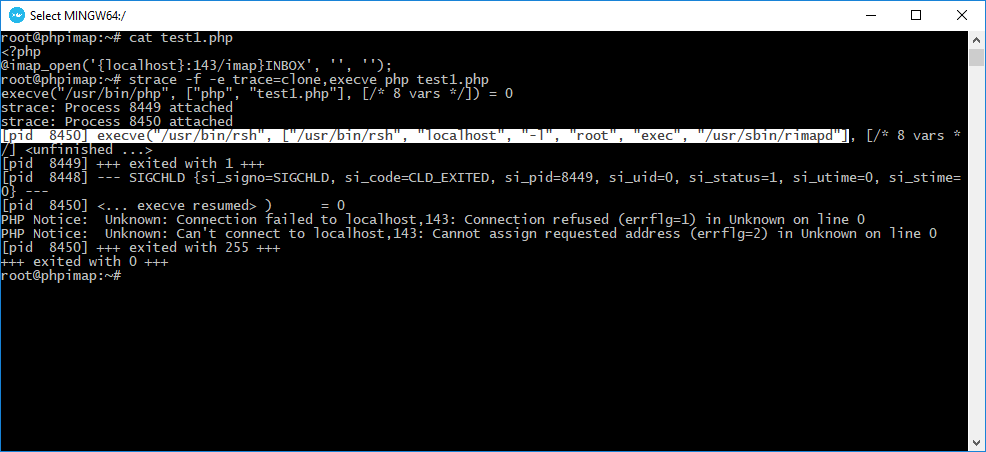 Select MINGW64:/
root@phpimap:~# cat test1.php
<?php
@imap_open('{localhost}:143/imap}INBOX', '', '');
root@phpimap:~# strace -f -e trace=clone,execve php test1.php
execve("/usr/bin/php", ["php", "test1.php"], [/* 8 vars */]) = 0
strace: Process 8449 attached
strace: Process 8450 attached
[pid  8450] execve("/usr/bin/rsh", ["/usr/bin/rsh", "localhost", "-l", "root", "exec", "/usr/sbin/rimapd"], [/* 8 vars *
/] <unfinished ...>
[pid  8449] +++ exited with 1 +++
[pid  8448] --- SIGCHLD {si_signo=SIGCHLD, si_code=CLD_EXITED, si_pid=8449, si_uid=0, si_status=1, si_utime=0, si_stime=
0} ---
[pid  8450] <... execve resumed> )      = 0
PHP Notice:  Unknown: Connection failed to localhost,143: Connection refused (errflg=1) in Unknown on line 0
PHP Notice:  Unknown: Can't connect to localhost,143: Cannot assign requested address (errflg=2) in Unknown on line 0
[pid  8450] +++ exited with 255 +++
+++ exited with 0 +++
root@phpimap:~#